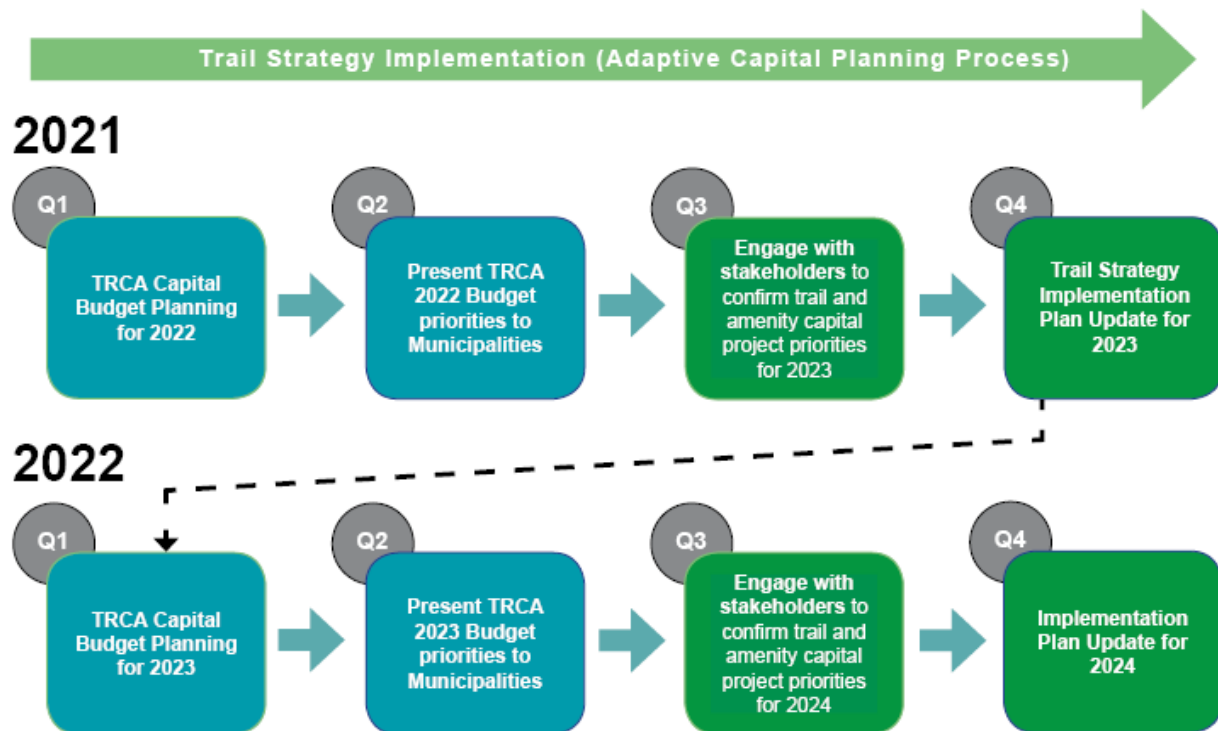 Trail Strategy Implementation (Adaptive Capital Planning Process)
2021
Q1
TRCA Capital
Budget Planning
for 2022
Q2
Present TRCA
2022 Budget
priorities to
Municipalities
Q3
Engage with
stakeholders to
confirm trail and
amenity capital
project priorities
for 2023
Q4
Trail Strategy
Implementation
Plan Update for
2023
2022
Q1
TRCA Capital
Budget Planning
for 2023
Q2
Present TRCA
2023 Budget
priorities to
Municipalities
Q3
Engage with
stakeholders to
confirm trail and
amenity capital
project priorities
for 2024
Q4
Implementation
Plan Update for
2024